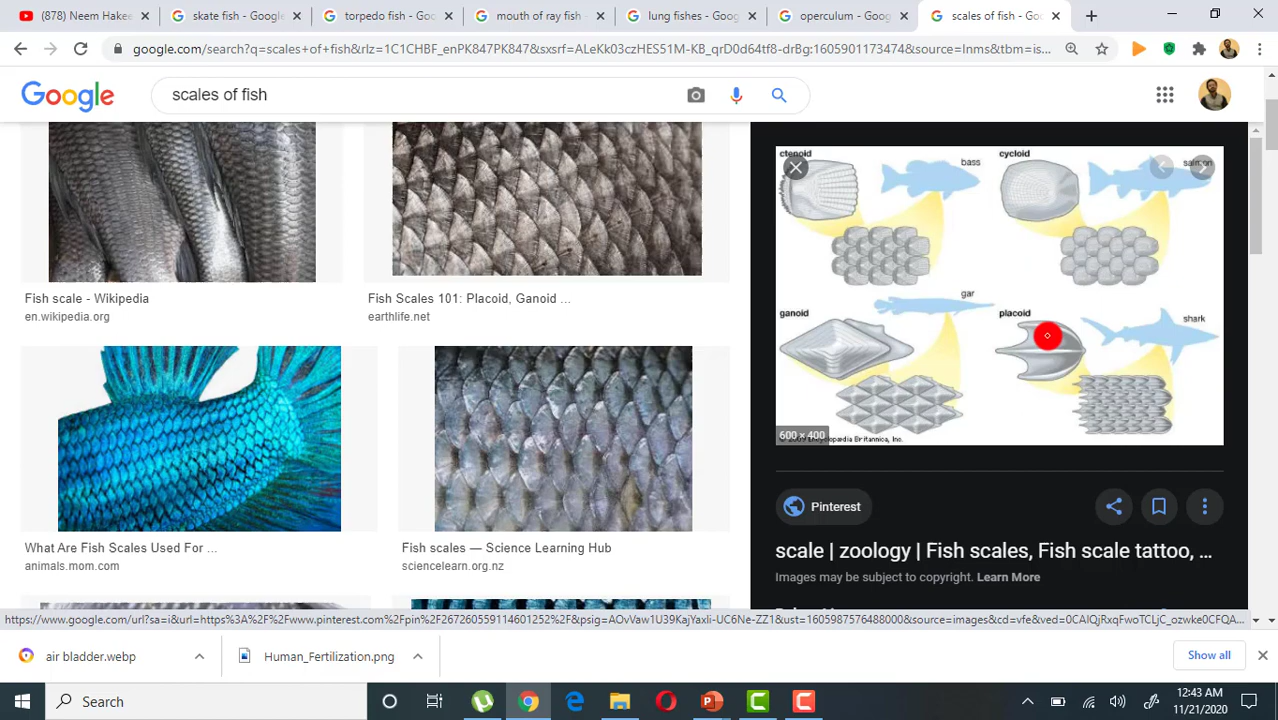 (878) Neem Hakee
skate fish - Google
torpedo fish - Goo
mouth of ray fish
lung fishes - Goo
operculum - Goog
scales of fish - Goo
google.com/search?q=scales+of+fish&rlz=1C1CHBF_enPK847PK847&sxsrf=ALeKk03czHES51M-KB_qrD0d64tf8-drBg:1605901173474&source=lnms&tbm=is...
Google
scales of fish
ctenoid
bass
cycloid
salmon
Fish scale - Wikipedia
en.wikipedia.org
Fish Scales 101: Placoid, Ganoid ...
earthlife.net
gar
ganoid
placoid
shark
600 × 400
Britannica, Inc.
Pinterest
What Are Fish Scales Used For ...
animals.mom.com
Fish scales — Science Learning Hub
sciencelearn.org.nz
scale | zoology | Fish scales, Fish scale tattoo, ...
Images may be subject to copyright. Learn More
https://www.google.com/url?sa=i&url=https%3A%2F%2Fwww.pinterest.com%2Fpin%2F267260559114601252%2F&psig=AOvVaw1U39KajYaxli-UC6Ne-ZZ1&ust=1605987576488000&source=images&cd=vfe&ved=0CAIQjRxqFwoTCLjC_ozwke0CFQA...
air bladder.webp
Human_Fertilization.png
Show all
Search
12:43 AM
11/21/2020